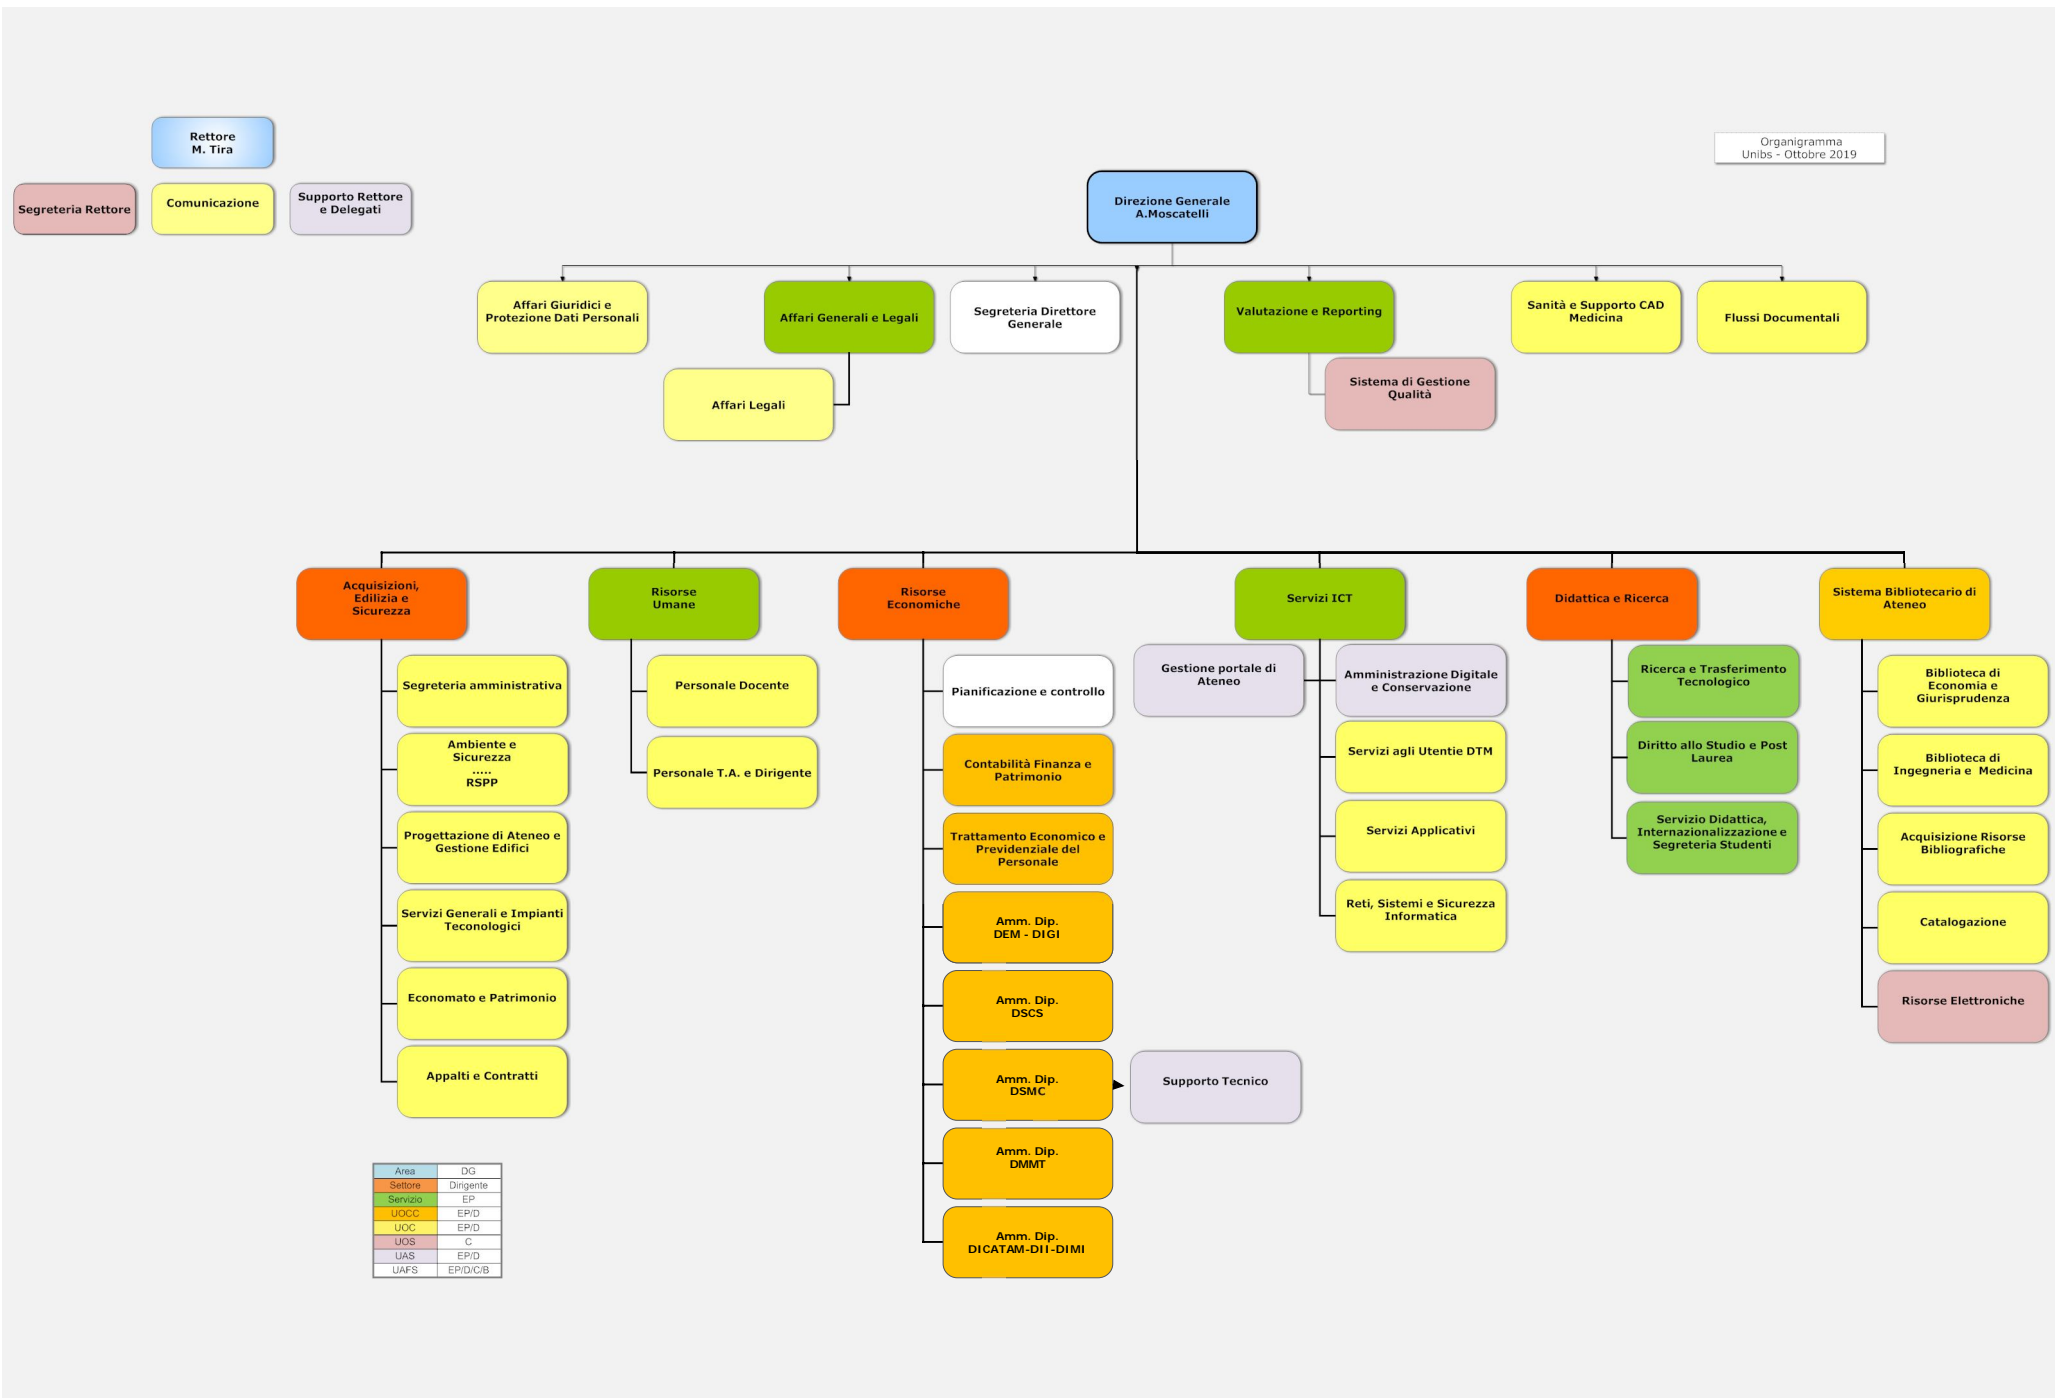 Rettore
M. Tira
Organigramma
Unibs - Ottobre 2019
Segreteria Rettore
Comunicazione
Supporto Rettore
e Delegati
Direzione Generale
A.Moscatelli
Affari Giuridici e
Protezione Dati Personali
Affari Generali e Legali
Segreteria Direttore
Generale
Valutazione e Reporting
Sanità e Supporto CAD
Medicina
Flussi Documentali
Affari Legali
Sistema di Gestione
Qualità
Acquisizioni,
Edilizia e
Sicurezza
Risorse
Umane
Risorse
Economiche
Servizi ICT
Didattica e Ricerca
Sistema Bibliotecario di
Ateneo
Segreteria amministrativa
Ambiente e
Sicurezza
.....
RSPP
Progettazione di Ateneo e
Gestione Edifici
Servizi Generali e Impianti
Teconologici
Economato e Patrimonio
Appalti e Contratti
Personale Docente
Personale T.A. e Dirigente
Pianificazione e controllo
Contabilità Finanza e
Patrimonio
Trattamento Economico e
Previdenziale del
Personale
Amm. Dip.
DEM - DIGI
Amm. Dip.
DSCS
Amm. Dip.
DSMC
Supporto Tecnico
Amm. Dip.
DMMT
Amm. Dip.
DICATAM-DII-DIMI
Gestione portale di
Ateneo
Amministrazione Digitale
e Conservazione
Servizi agli Utentie DTM
Servizi Applicativi
Reti, Sistemi e Sicurezza
Informatica
Ricerca e Trasferimento
Tecnologico
Diritto allo Studio e Post
Laurea
Servizio Didattica,
Internazionalizzazione e
Segreteria Studenti
Biblioteca di
Economia e
Giurisprudenza
Biblioteca di
Ingegneria e Medicina
Acquisizione Risorse
Bibliografiche
Catalogazione
Risorse Elettroniche
Area DG
Settore Dirigente
Servizio EP
UOCC EP/D
UOC EP/D
UOS C
UAS EP/D
UAFS EP/D/C/B